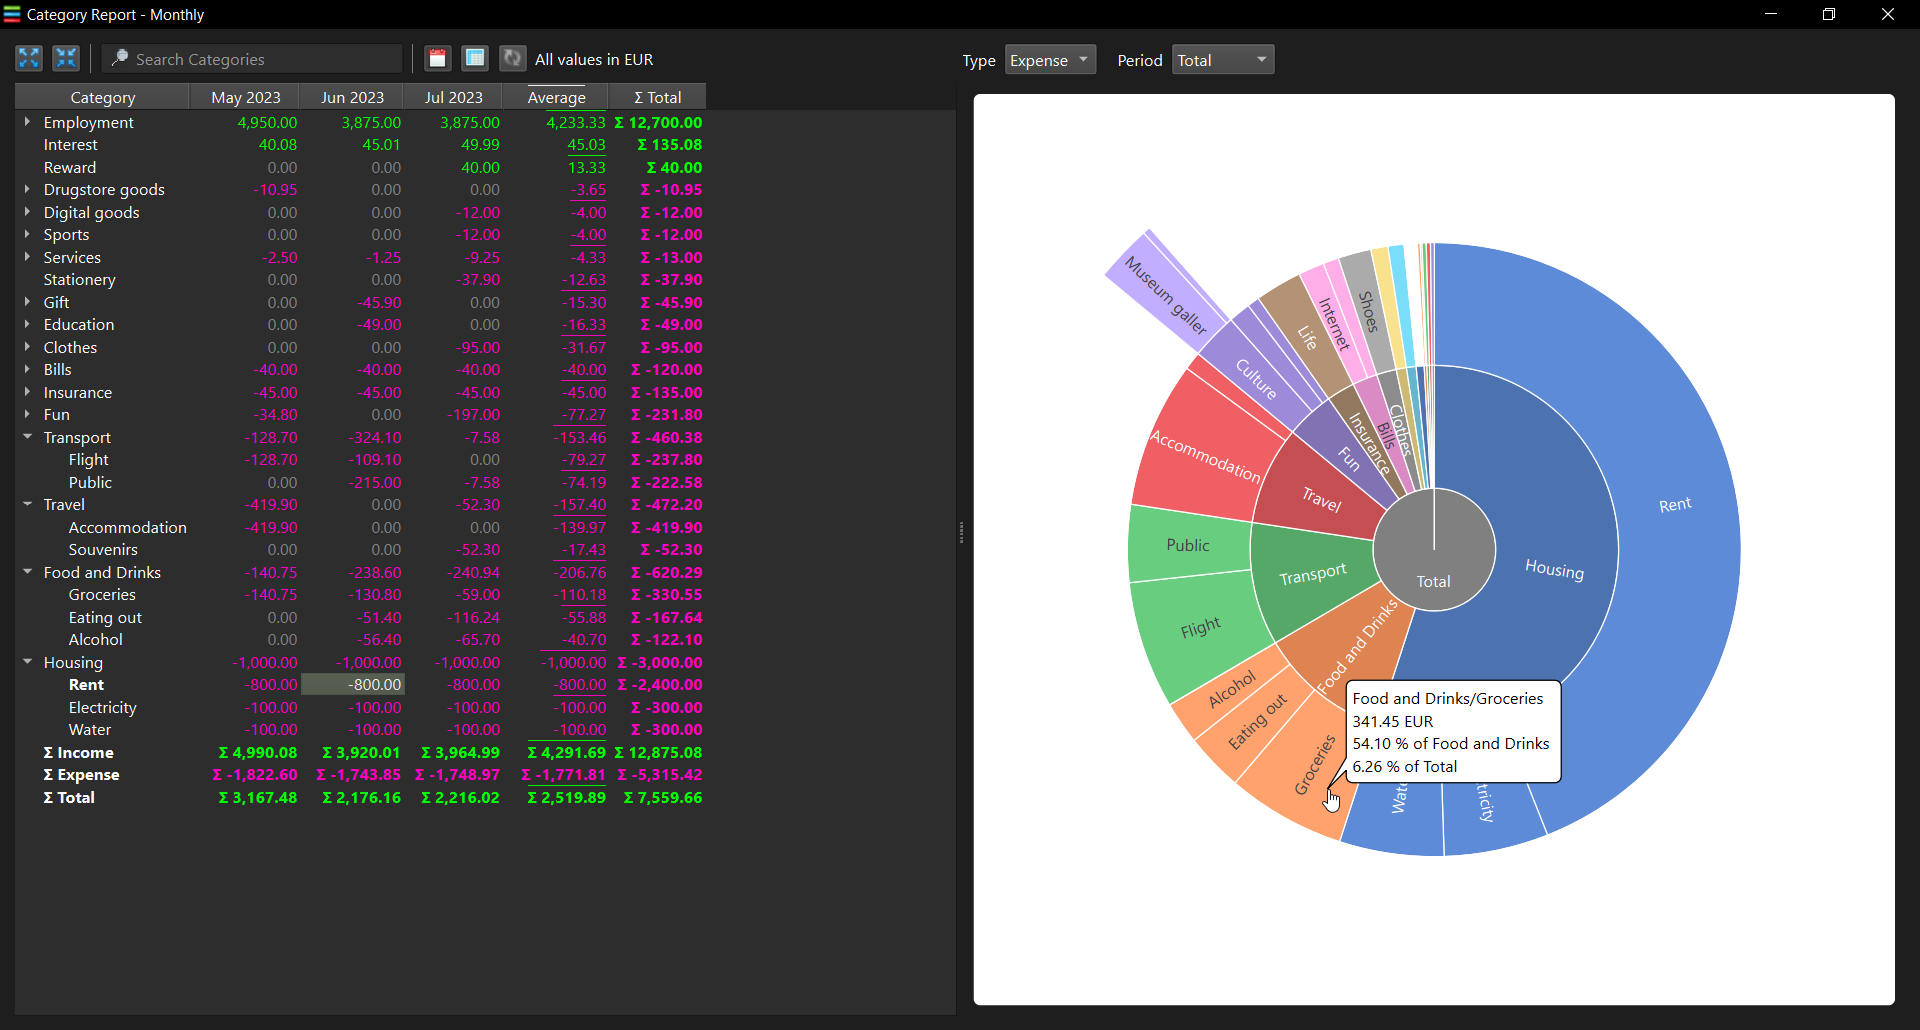 Category Report - Monthly
Search Categories
All values in EUR
Type Expense Period Total
Category May 2023 Jun 2023 Jul 2023 Average Σ Total
Employment 4,950.00 3,875.00 3,875.00 4,233.33 Σ 12,700.00
Interest 40.08 45.01 49.99 45.03 Σ 135.08
Reward 0.00 0.00 40.00 13.33 Σ 40.00
Drugstore goods -10.95 0.00 0.00 -3.65 Σ -10.95
Digital goods 0.00 0.00 -12.00 -4.00 Σ -12.00
Sports 0.00 0.00 -12.00 -4.00 Σ -12.00
Services -2.50 -1.25 -9.25 -4.33 Σ -13.00
Stationery 0.00 0.00 -37.90 -12.63 Σ -37.90
Gift 0.00 -45.90 0.00 -15.30 Σ -45.90
Education 0.00 -49.00 0.00 -16.33 Σ -49.00
Clothes 0.00 0.00 -95.00 -31.67 Σ -95.00
Bills -40.00 -40.00 -40.00 -40.00 Σ -120.00
Insurance -45.00 -45.00 -45.00 -45.00 Σ -135.00
Fun -34.80 0.00 -197.00 -77.27 Σ -231.80
Transport -128.70 -324.10 -7.58 -153.46 Σ -460.38
Flight -128.70 -109.10 0.00 -79.27 Σ -237.80
Public 0.00 -215.00 -7.58 -74.19 Σ -222.58
Travel -419.90 0.00 -52.30 -157.40 Σ -472.20
Accommodation -419.90 0.00 0.00 -139.97 Σ -419.90
Souvenirs 0.00 0.00 -52.30 -17.43 Σ -52.30
Food and Drinks -140.75 -238.60 -240.94 -206.76 Σ -620.29
Groceries -140.75 -130.80 -59.00 -110.18 Σ -330.55
Eating out 0.00 -51.40 -116.24 -55.88 Σ -167.64
Alcohol 0.00 -56.40 -65.70 -40.70 Σ -122.10
Housing -1,000.00 -1,000.00 -1,000.00 -1,000.00 Σ -3,000.00
Rent -800.00 -800.00 -800.00 -800.00 Σ -2,400.00
Electricity -100.00 -100.00 -100.00 -100.00 Σ -300.00
Water -100.00 -100.00 -100.00 -100.00 Σ -300.00
Σ Income Σ 4,990.08 Σ 3,920.01 Σ 3,964.99 Σ 4,291.69 Σ 12,875.08
Σ Expense Σ -1,822.60 Σ -1,743.85 Σ -1,748.97 Σ -1,771.81 Σ -5,315.42
Σ Total Σ 3,167.48 Σ 2,176.16 Σ 2,216.02 Σ 2,519.89 Σ 7,559.66
Museum galler
Culture
Life
Internet
Shoes
Clothes
Bills
Insurance
Fun
Travel
Accommodation
Public
Transport
Flight
Total
Housing
Rent
Food and Drinks
Alcohol
Eating out
Groceries
Wate
tricity
Food and Drinks/Groceries
341.45 EUR
54.10 % of Food and Drinks
6.26 % of Total